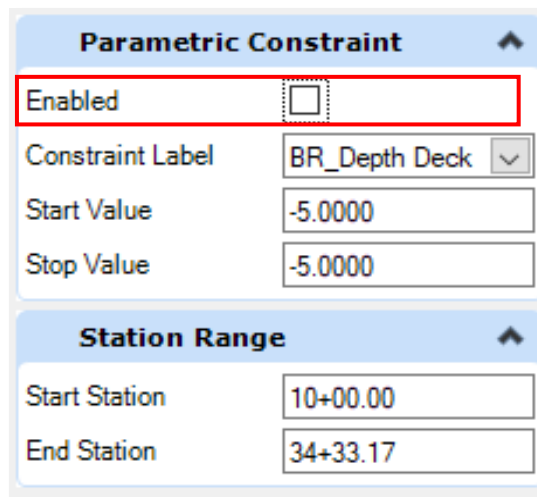 Parametric Constraint
Enabled
Constraint Label BR_Depth Deck
Start Value -5.0000
Stop Value -5.0000
Station Range
Start Station 10+00.00
End Station 34+33.17